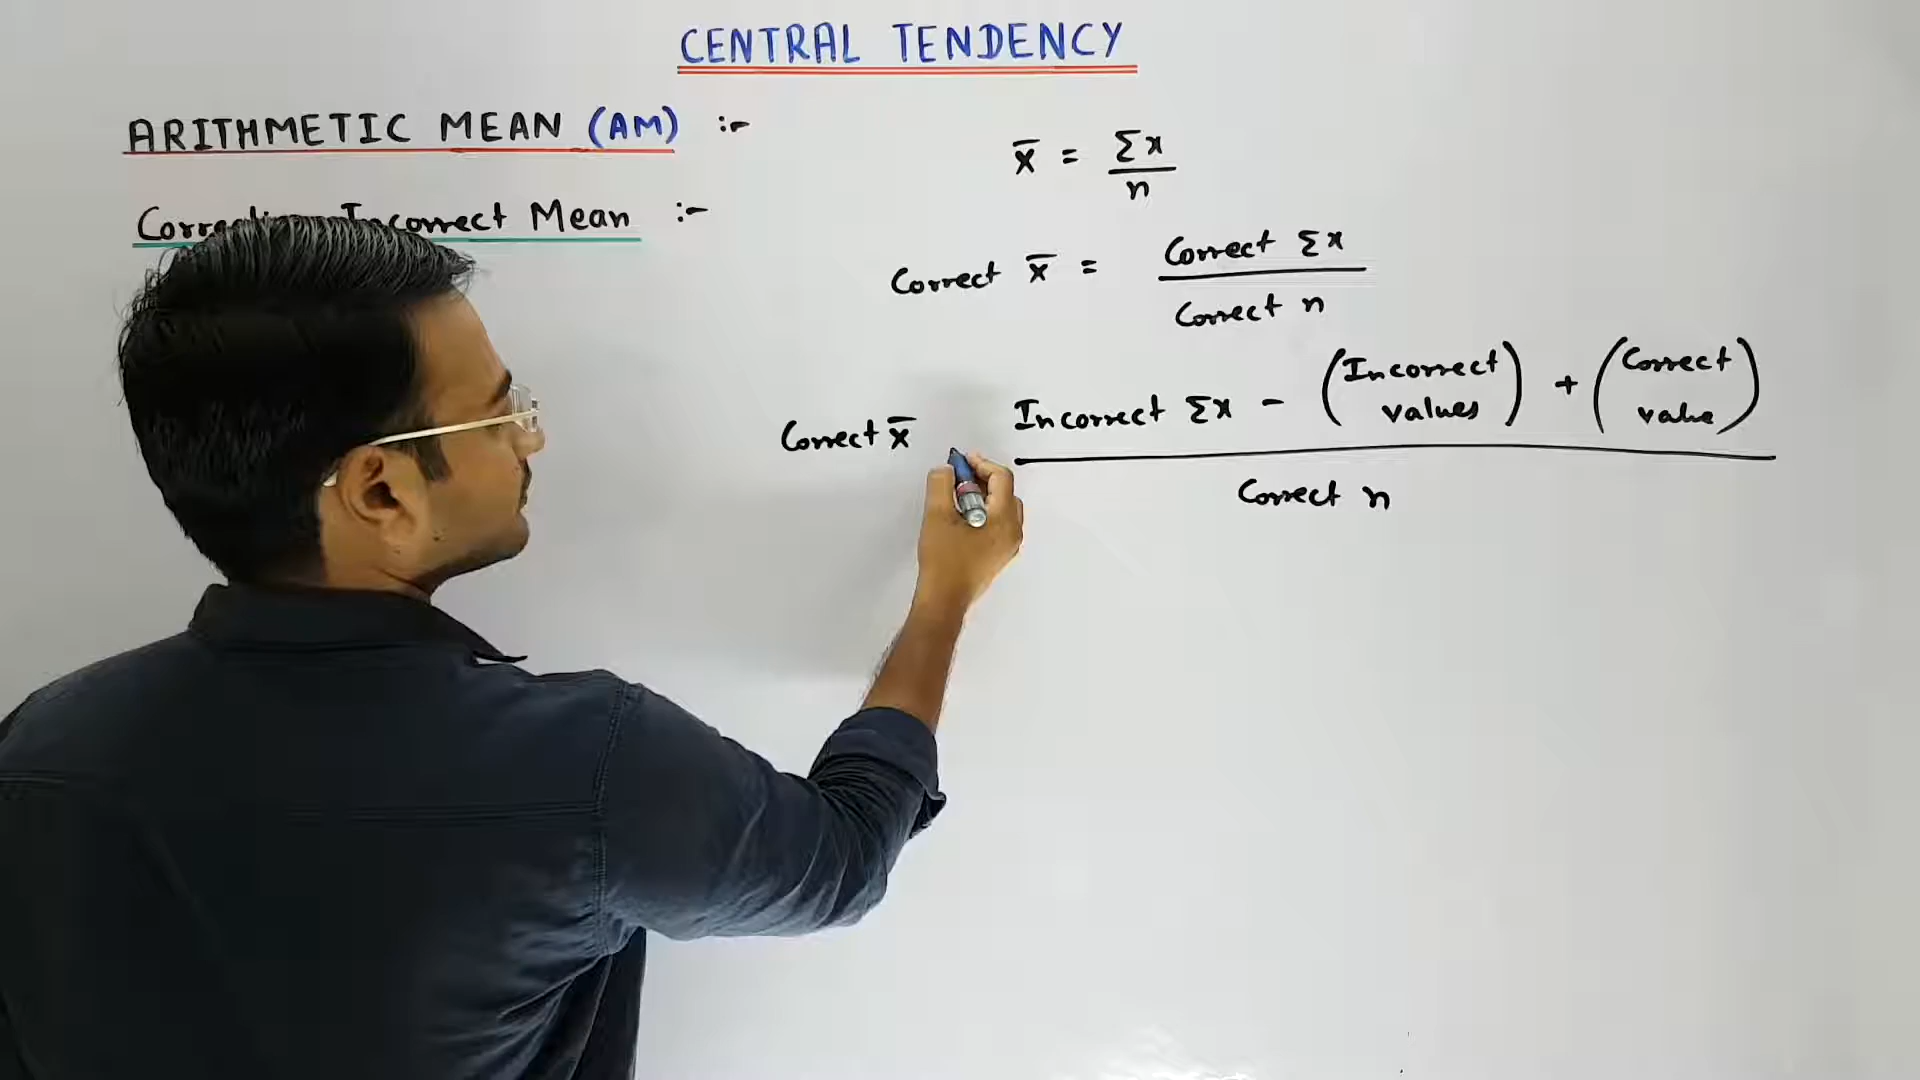 CENTRAL TENDENCY
ARITHMETIC MEAN (AM) :-
x̄ = Σx / n
Incorrect Mean :-
Correct x̄ = Correct Σx / Correct n
Correct x̄ Incorrect Σx - (Incorrect values) + (Correct value) / Correct n